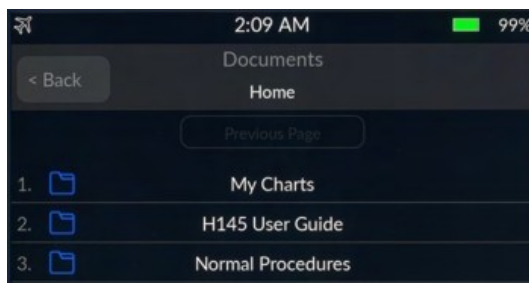 2:09 AM 99%
Documents
< Back
Home
Previous Page
1. My Charts
2. H145 User Guide
3. Normal Procedures